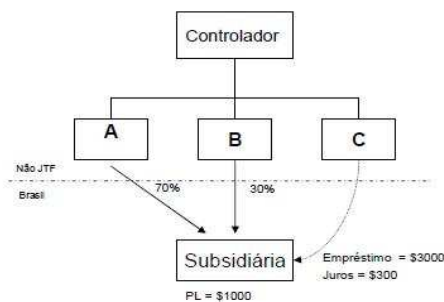 Controlador
A
B
C
Não JTF
70%
30%
Brasil
Subsidiária
Empréstimo = $3000
Juros = $300
PL = $1000